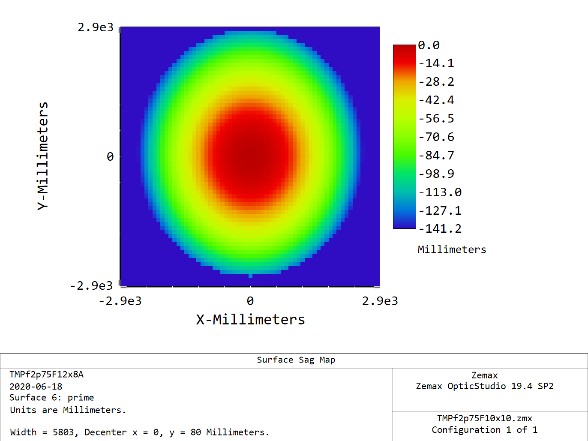 2.9e3
0
-2.9e3
Y-Millimeters
-2.9e3 0 2.9e3
X-Millimeters
0.0
-14.1
-28.2
-42.4
-56.5
-70.6
-84.7
-98.9
-113.0
-127.1
-141.2
Millimeters
Surface Sag Map
TMPf2p75F12x8A
2020-06-18
Surface 6: prime
Units are Millimeters.
Width = 5803, Decenter x = 0, y = 80 Millimeters.
Zemax
Zemax OpticStudio 19.4 SP2
TMPf2p75F10x10.zmx
Configuration 1 of 1